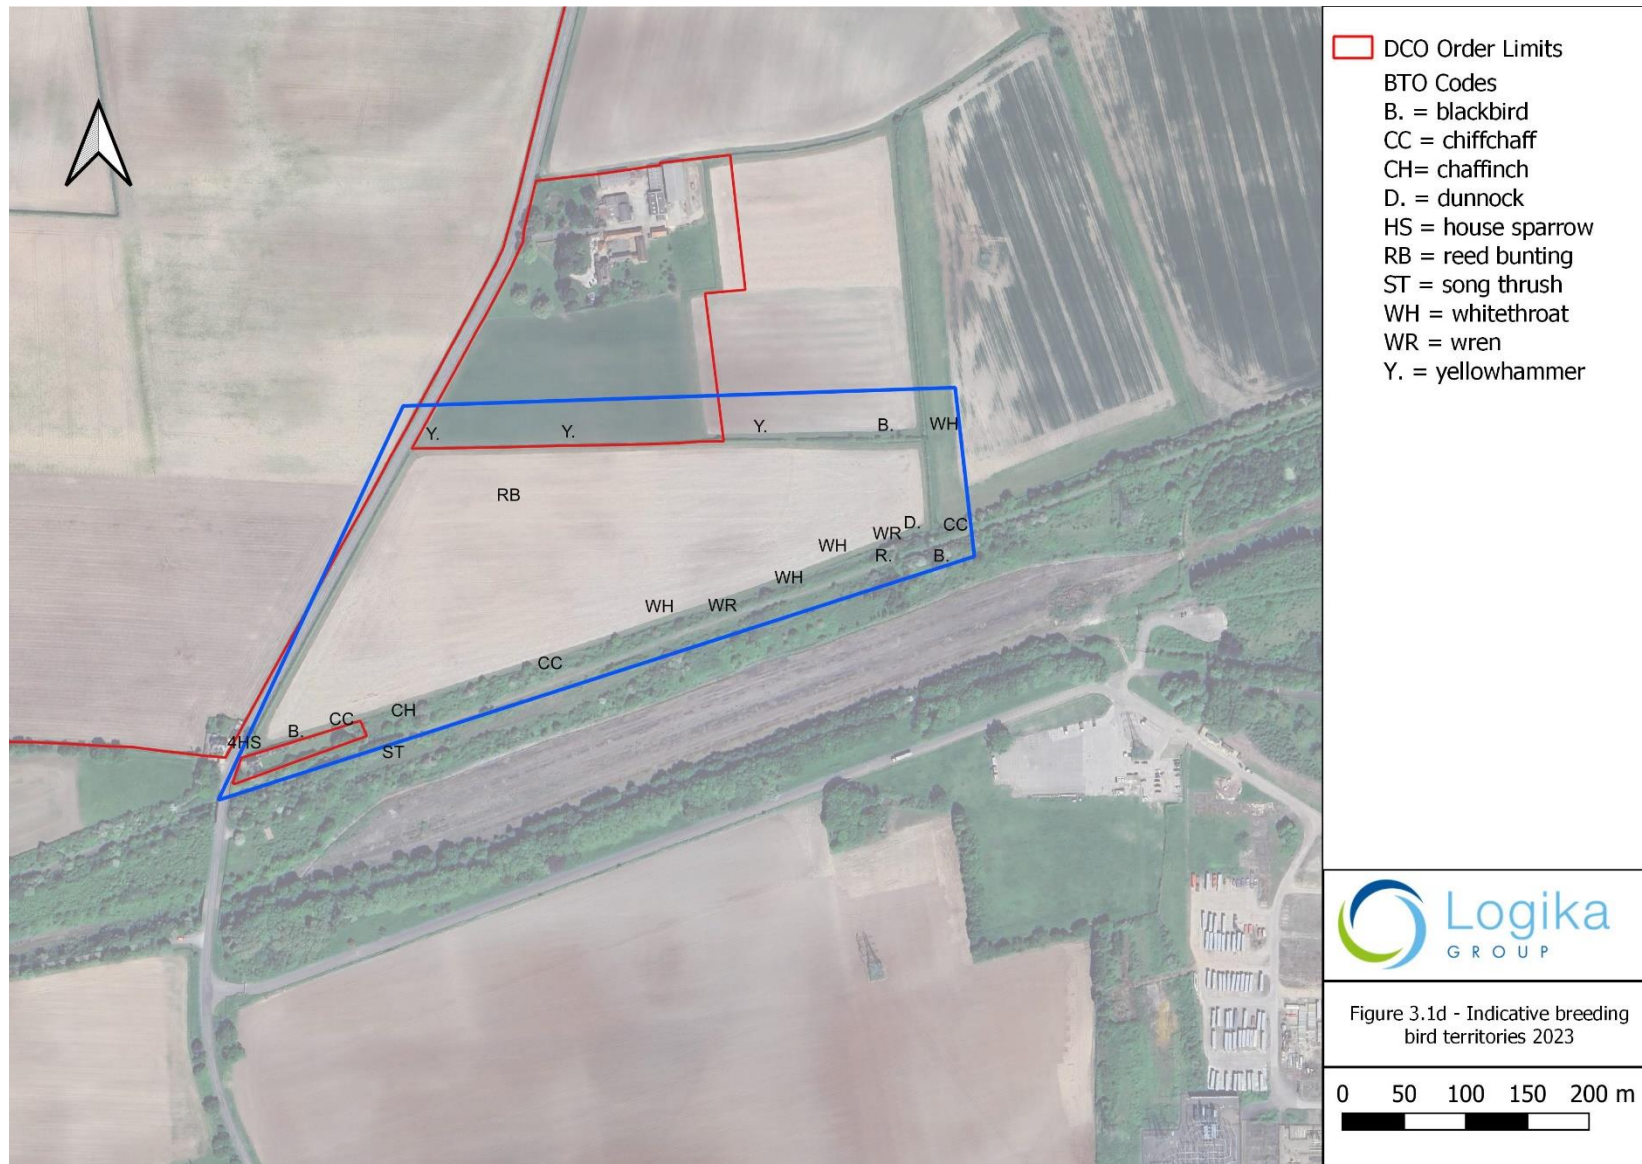 DCO Order Limits
BTO Codes
B. = blackbird
CC = chiffchaff
CH= chaffinch
D. = dunnock
HS = house sparrow
RB = reed bunting
ST = song thrush
WH = whitethroat
WR = wren
Y. = yellowhammer
Y.
Y.
Y.
B.
WH
RB
D.
CC
WR
WH
R.
B.
WH
WH
WR
CC
CH
CC
B.
4HS
ST
Logika
GROUP
Figure 3.1d - Indicative breeding
bird territories 2023
0 50 100 150 200 m